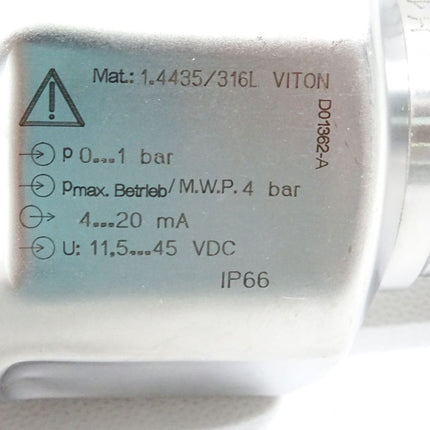 Mat.: 1.4435/316L VITON
D01362-A
p 0...1 bar
pmax. Betrieb/M.W.P. 4 bar
4...20 mA
U: 11,5...45 VDC
IP66